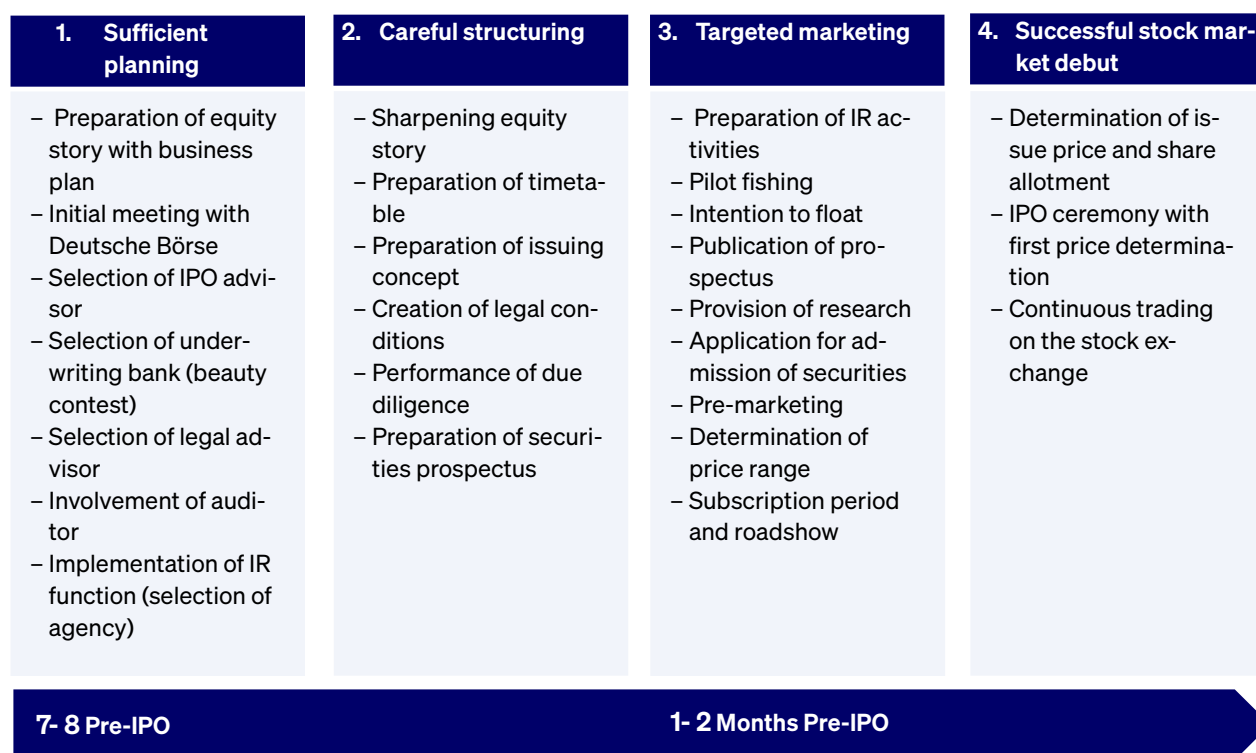 1. Sufficient
planning
– Preparation of equity
story with business
plan
– Initial meeting with
Deutsche Börse
– Selection of IPO advi-
sor
– Selection of under-
writing bank (beauty
contest)
– Selection of legal ad-
visor
– Involvement of audi-
tor
– Implementation of IR
function (selection of
agency)
2. Careful structuring
– Sharpening equity
story
– Preparation of timeta-
ble
– Preparation of issuing
concept
– Creation of legal con-
ditions
– Performance of due
diligence
– Preparation of securi-
ties prospectus
3. Targeted marketing
– Preparation of IR ac-
tivities
– Pilot fishing
– Intention to float
– Publication of pro-
spectus
– Provision of research
– Application for ad-
mission of securities
– Pre-marketing
– Determination of
price range
– Subscription period
and roadshow
4. Successful stock mar-
ket debut
– Determination of is-
sue price and share
allotment
– IPO ceremony with
first price determina-
tion
– Continuous trading
on the stock ex-
change
7- 8 Pre-IPO
1- 2 Months Pre-IPO